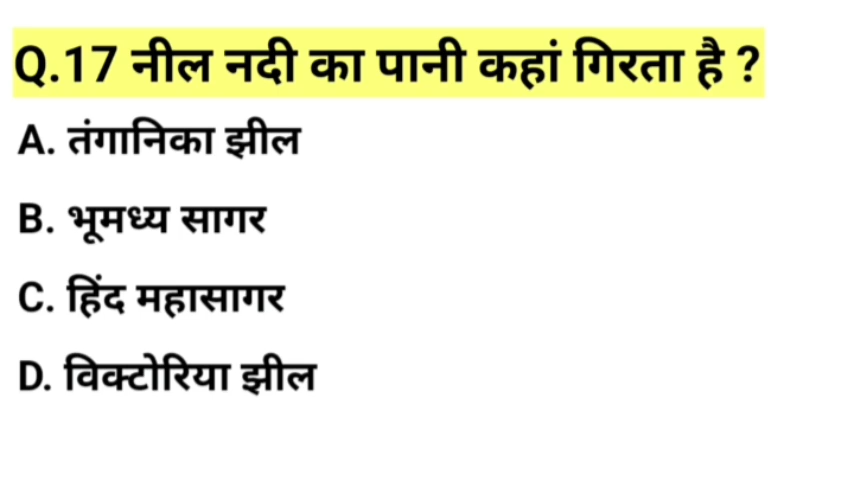 Q.17 नील नदी का पानी कहां गिरता है ?
A. तंगानिका झील
B. भूमध्य सागर
C. हिंद महासागर
D. विक्टोरिया झील